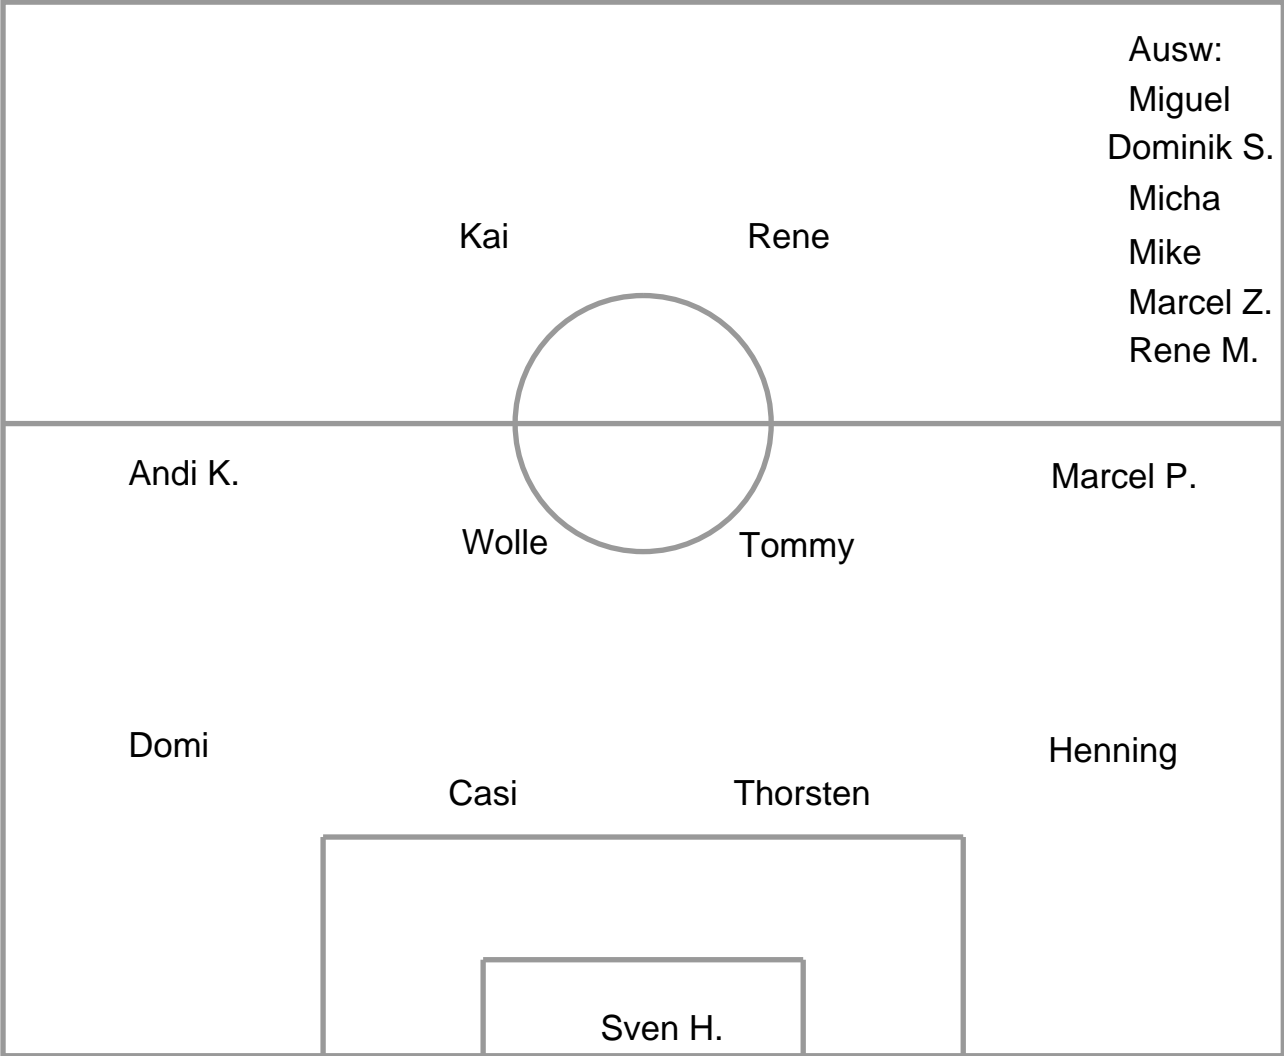 Ausw:
Miguel
Dominik S.
Micha
Kai Rene
Mike
Marcel Z.
Rene M.
Andi K. Marcel P.
Wolle Tommy
Domi Henning
Casi Thorsten
Sven H.